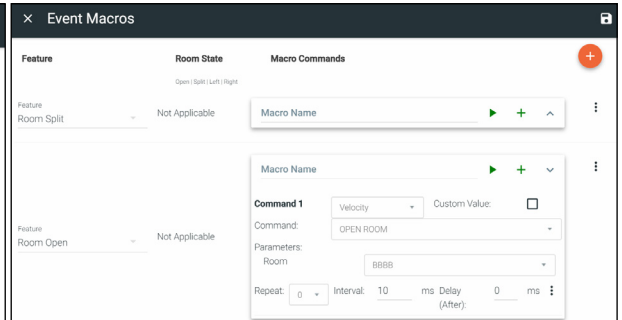 Event Macros
Feature Room State Macro Commands
Open | Split | Left | Right
Feature
Room Split Not Applicable Macro Name
Macro Name
Command 1 Velocity Custom Value:
Command: OPEN ROOM
Feature
Room Open Not Applicable
Parameters:
Room BBBB
Repeat: 0 Interval: 10 ms Delay (After): 0 ms